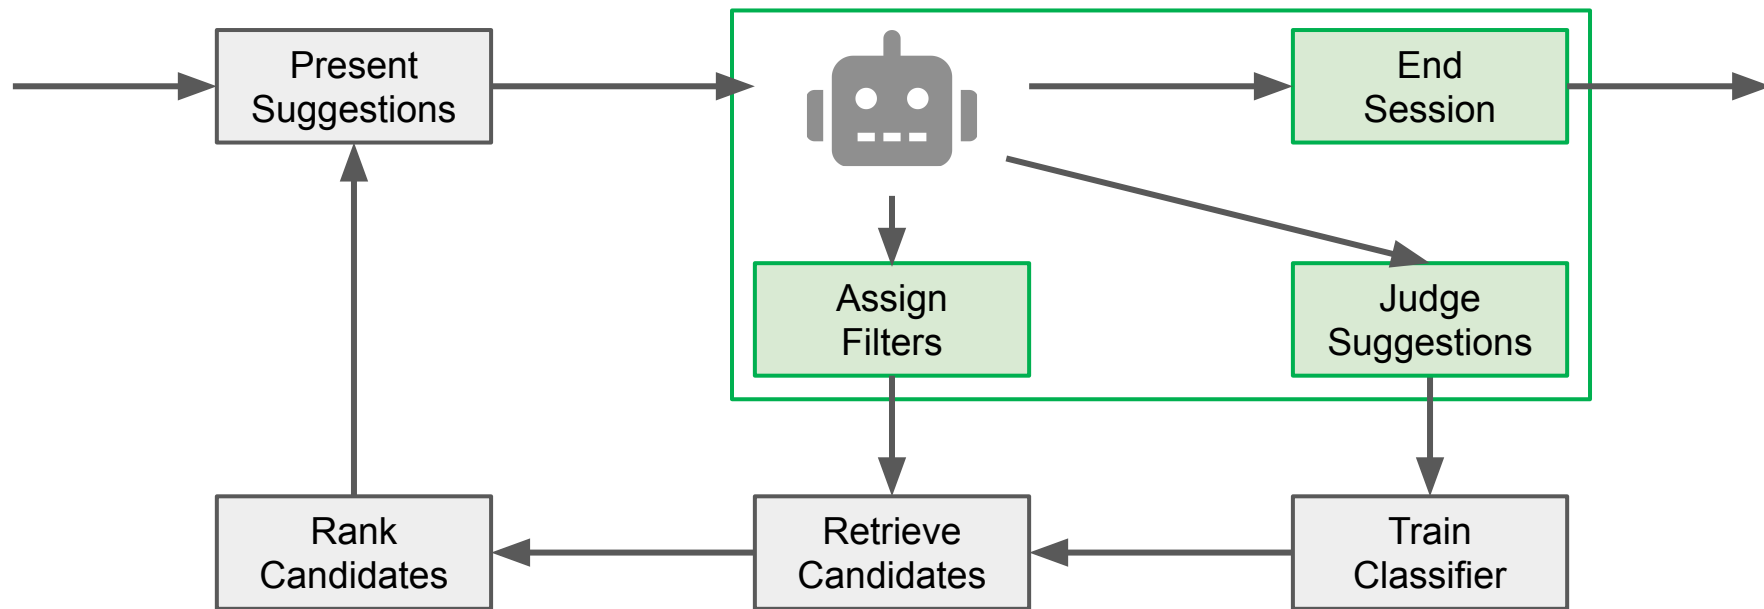 Present
Suggestions
End
Session
Assign
Filters
Judge
Suggestions
Rank
Candidates
Retrieve
Candidates
Train
Classifier